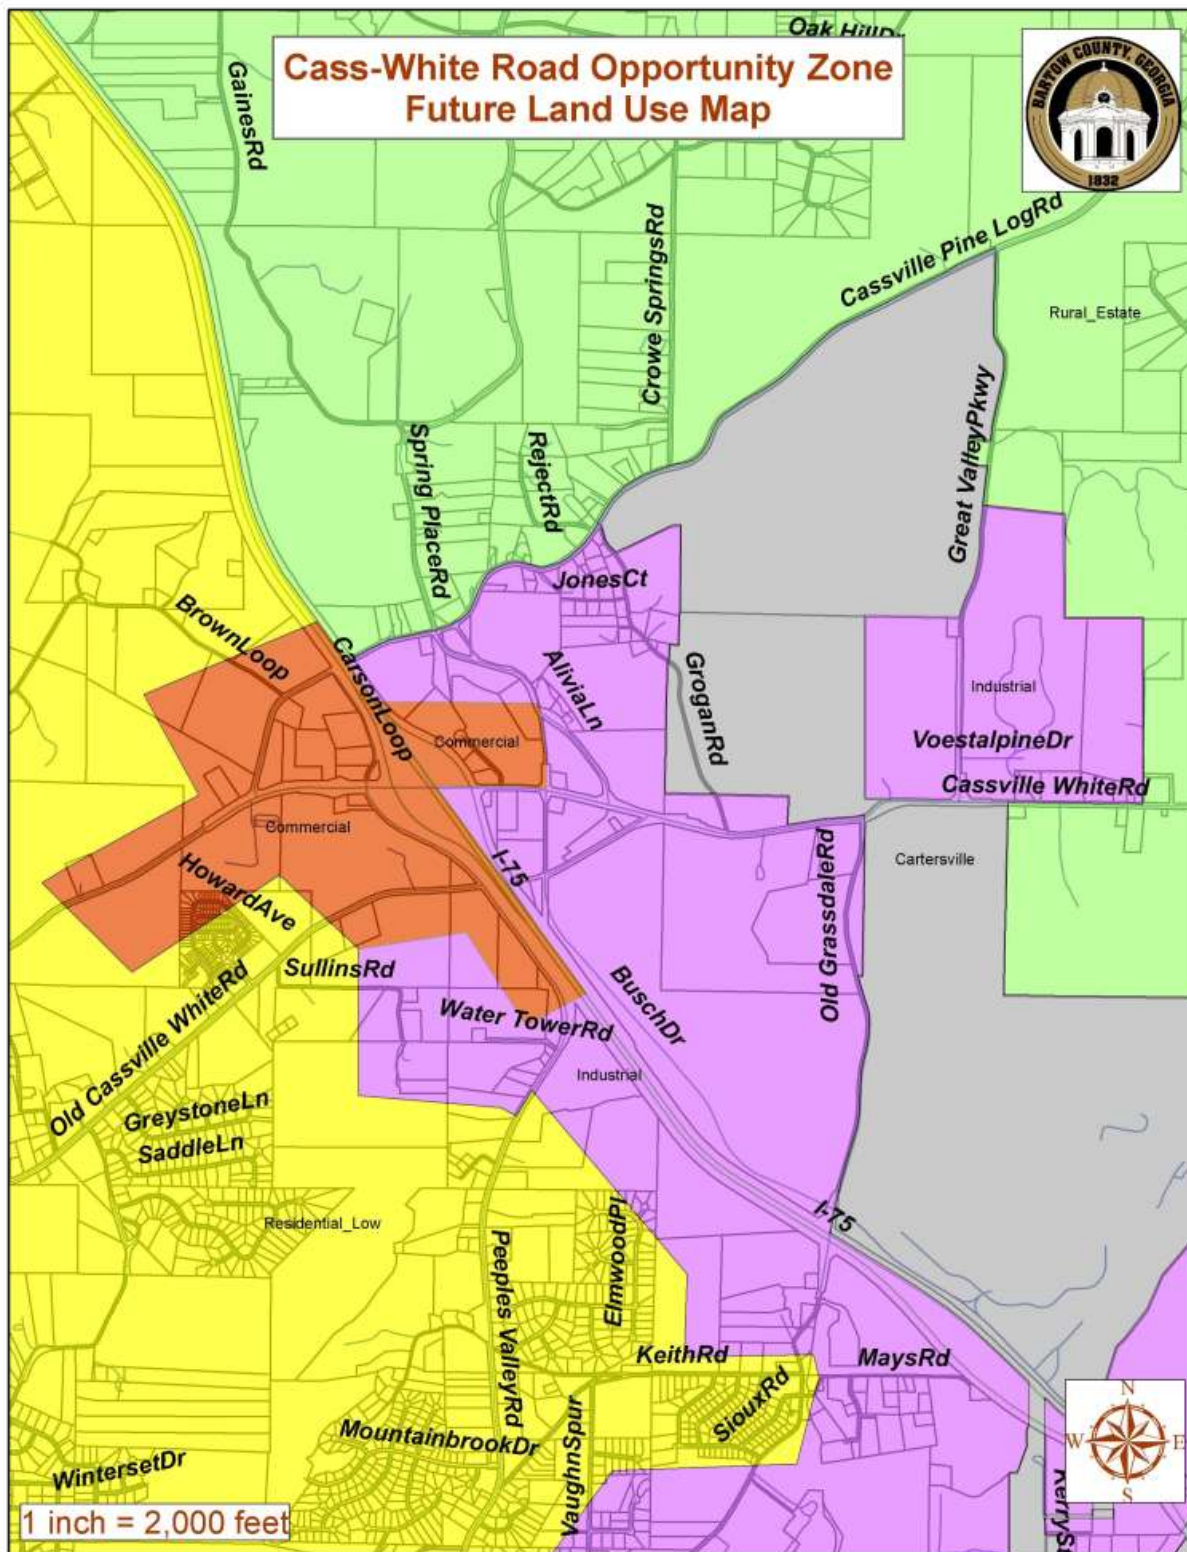 Oak HillDr
Cass-White Road Opportunity Zone
Future Land Use Map
BARTOW COUNTY, GEORGIA
1832
GainesRd
Crowe SpringsRd
Cassville Pine LogRd
Rural_Estate
Great ValleyPkwy
Spring PlaceRd
RejectRd
JonesCt
BrownLoop
CarsonLoop
AliviaLn
GroganRd
Industrial
Commercial
VoestalpineDr
Cassville WhiteRd
Commercial
I-75
Old GrassdaleRd
Cartersville
HowardAve
SullinsRd
Old Cassville WhiteRd
Water TowerRd
BuschDr
Industrial
GreystoneLn
SaddleLn
Residential_Low
I-75
Peeples ValleyRd
ElmwoodPl
KeithRd
MaysRd
SiouxRd
VaughnSpur
MountainbrookDr
WintersetDr
N
W
E
S
1 inch = 2,000 feet